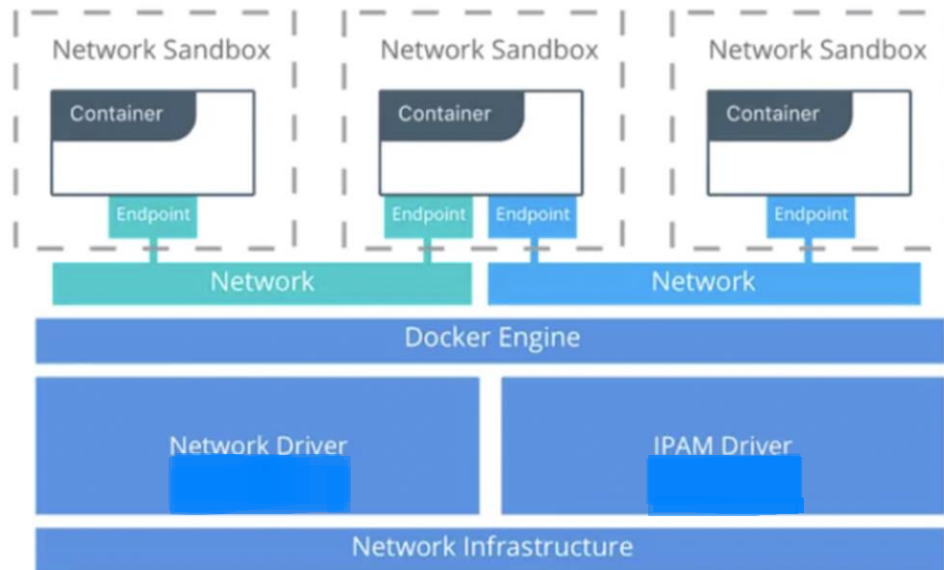 Network Sandbox
Network Sandbox
Network Sandbox
Container
Container
Container
Endpoint
Endpoint
Endpoint
Endpoint
Network
Network
Docker Engine
Network Driver
IPAM Driver
Network Infrastructure